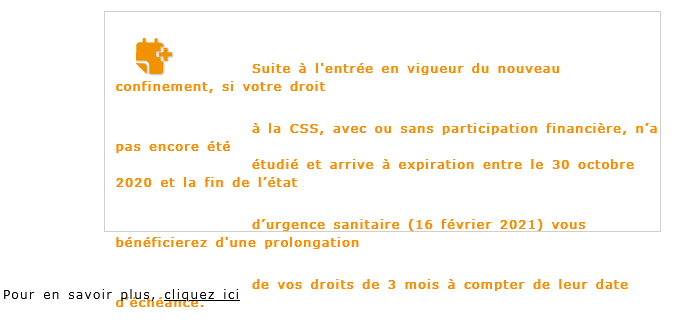 Suite à l'entrée en vigueur du nouveau
confinement, si votre droit
à la CSS, avec ou sans participation financière, n’a
pas encore été
étudié et arrive à expiration entre le 30 octobre
2020 et la fin de l’état
d’urgence sanitaire (16 février 2021) vous
bénéficierez d'une prolongation
de vos droits de 3 mois à compter de leur date
d'échéance.
Pour en savoir plus, cliquez ici